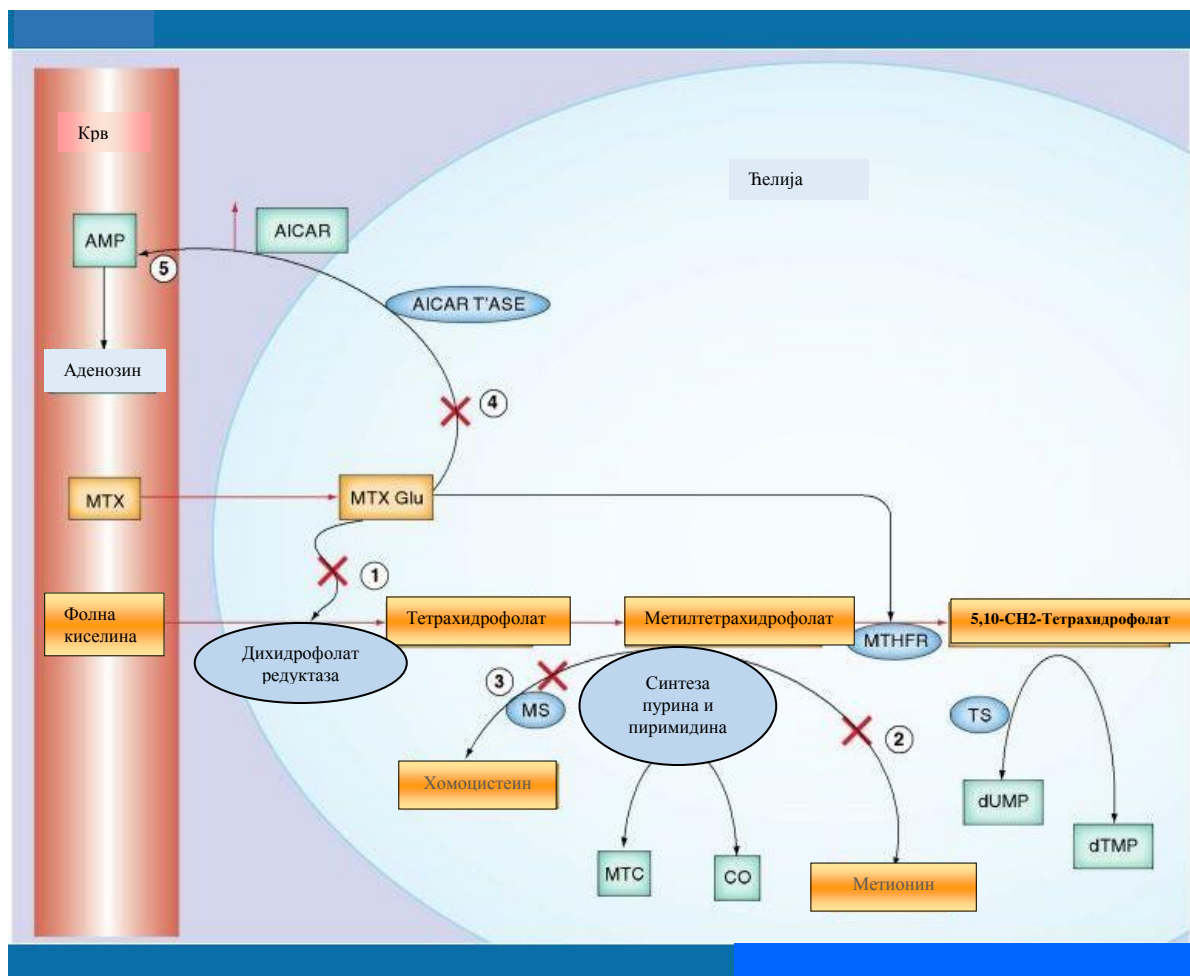 Крв
Ћелија
AICAR
AMP
5
AICAR T'ASE
Аденозин
4
MTX
MTX Glu
1
Фолна
киселина
Тетрахидрофолат
Метилтетрахидрофолат
5,10-CH2-Тетрахидрофолат
MTHFR
Дихидрофолат
редуктаза
3
MS
Синтеза
пурина и
пиримидина
2
TS
Хомоцистеин
dUMP
dTMP
MTC
CO
Метионин